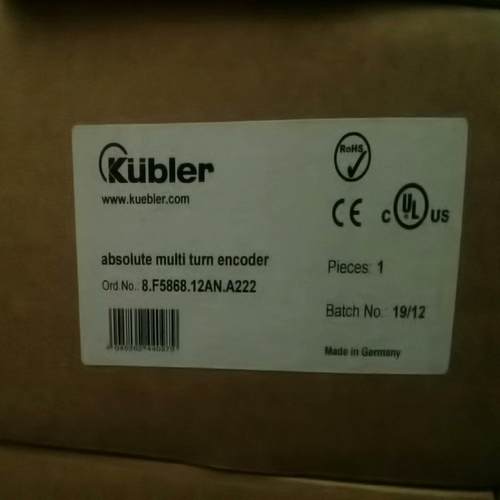 Kübler
www.kuebler.com
RoHS
CE
c UL US
absolute multi turn encoder
Ord No.: 8.F5868.12AN.A222
Pieces: 1
Batch No.: 19/12
Made in Germany